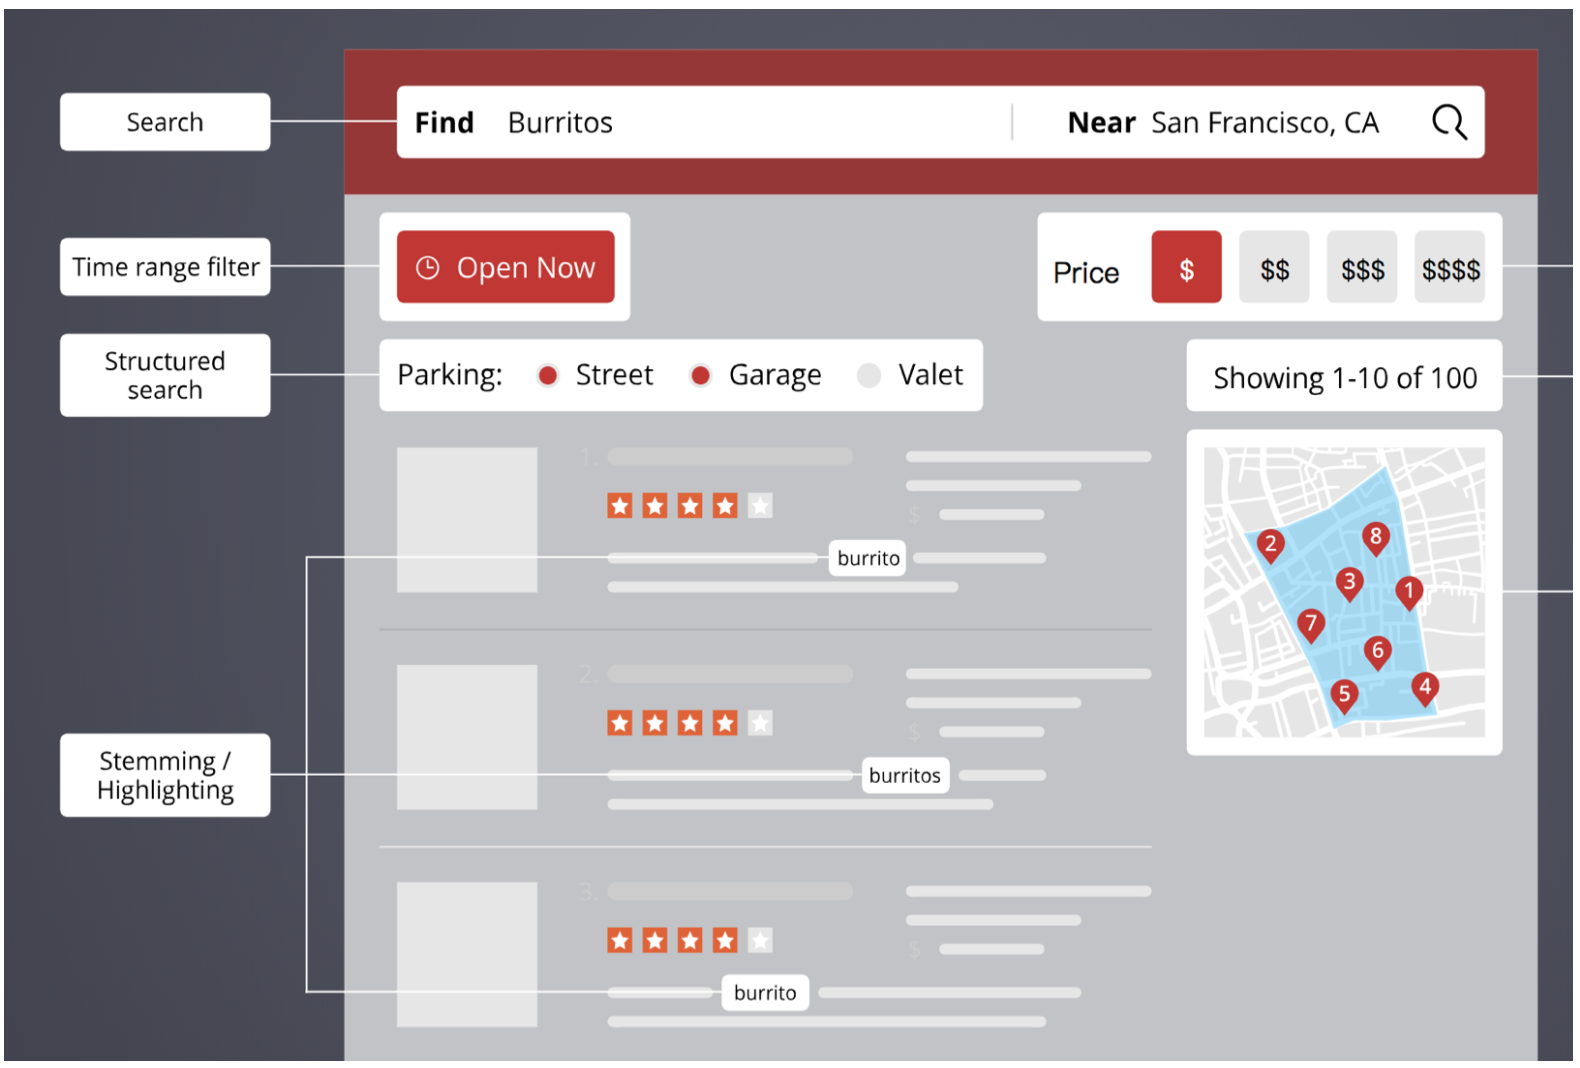 Search
Find Burritos
Near San Francisco, CA
Time range filter
Open Now
Price $ $$ $$$ $$$$
Structured
search
Parking: Street Garage Valet
Showing 1-10 of 100
1.
$
burrito
2
8
3
1
7
6
5
4
2.
$
Stemming /
Highlighting
burritos
3.
$
burrito